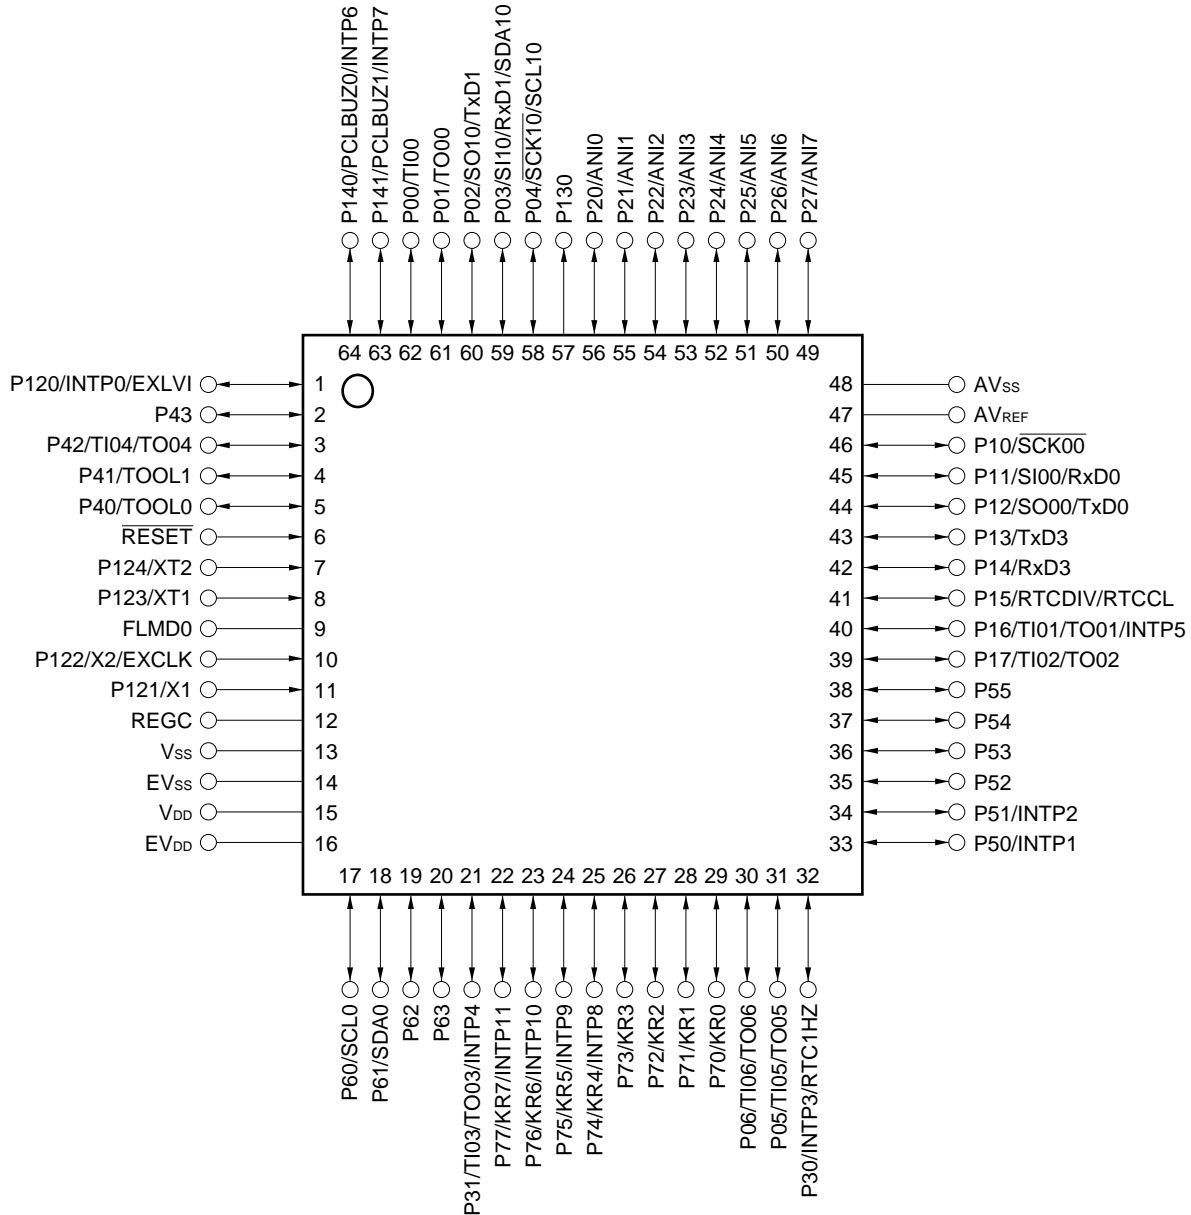 P140/PCLBUZ0/INTP6
P141/PCLBUZ1/INTP7
P00/TI00
P01/TO00
P02/SO10/TxD1
P03/SI10/RxD1/SDA10
P04/SCK10/SCL10
P130
P20/ANI0
P21/ANI1
P22/ANI2
P23/ANI3
P24/ANI4
P25/ANI5
P26/ANI6
P27/ANI7
64 63 62 61 60 59 58 57 56 55 54 53 52 51 50 49
P120/INTP0/EXLVI 1 48 AVSS
P43 2 47 AVREF
P42/TI04/TO04 3 46 P10/SCK00
P41/TOOL1 4 45 P11/SI00/RxD0
P40/TOOL0 5 44 P12/SO00/TxD0
RESET 6 43 P13/TxD3
P124/XT2 7 42 P14/RxD3
P123/XT1 8 41 P15/RTCDIV/RTCCL
FLMD0 9 40 P16/TI01/TO01/INTP5
P122/X2/EXCLK 10 39 P17/TI02/TO02
P121/X1 11 38 P55
REGC 12 37 P54
VSS 13 36 P53
EVSS 14 35 P52
VDD 15 34 P51/INTP2
EVDD 16 33 P50/INTP1
17 18 19 20 21 22 23 24 25 26 27 28 29 30 31 32
P60/SCL0
P61/SDA0
P62
P63
P31/TI03/TO03/INTP4
P77/KR7/INTP11
P76/KR6/INTP10
P75/KR5/INTP9
P74/KR4/INTP8
P73/KR3
P72/KR2
P71/KR1
P70/KR0
P06/TI06/TO06
P05/TI05/TO05
P30/INTP3/RTC1HZ